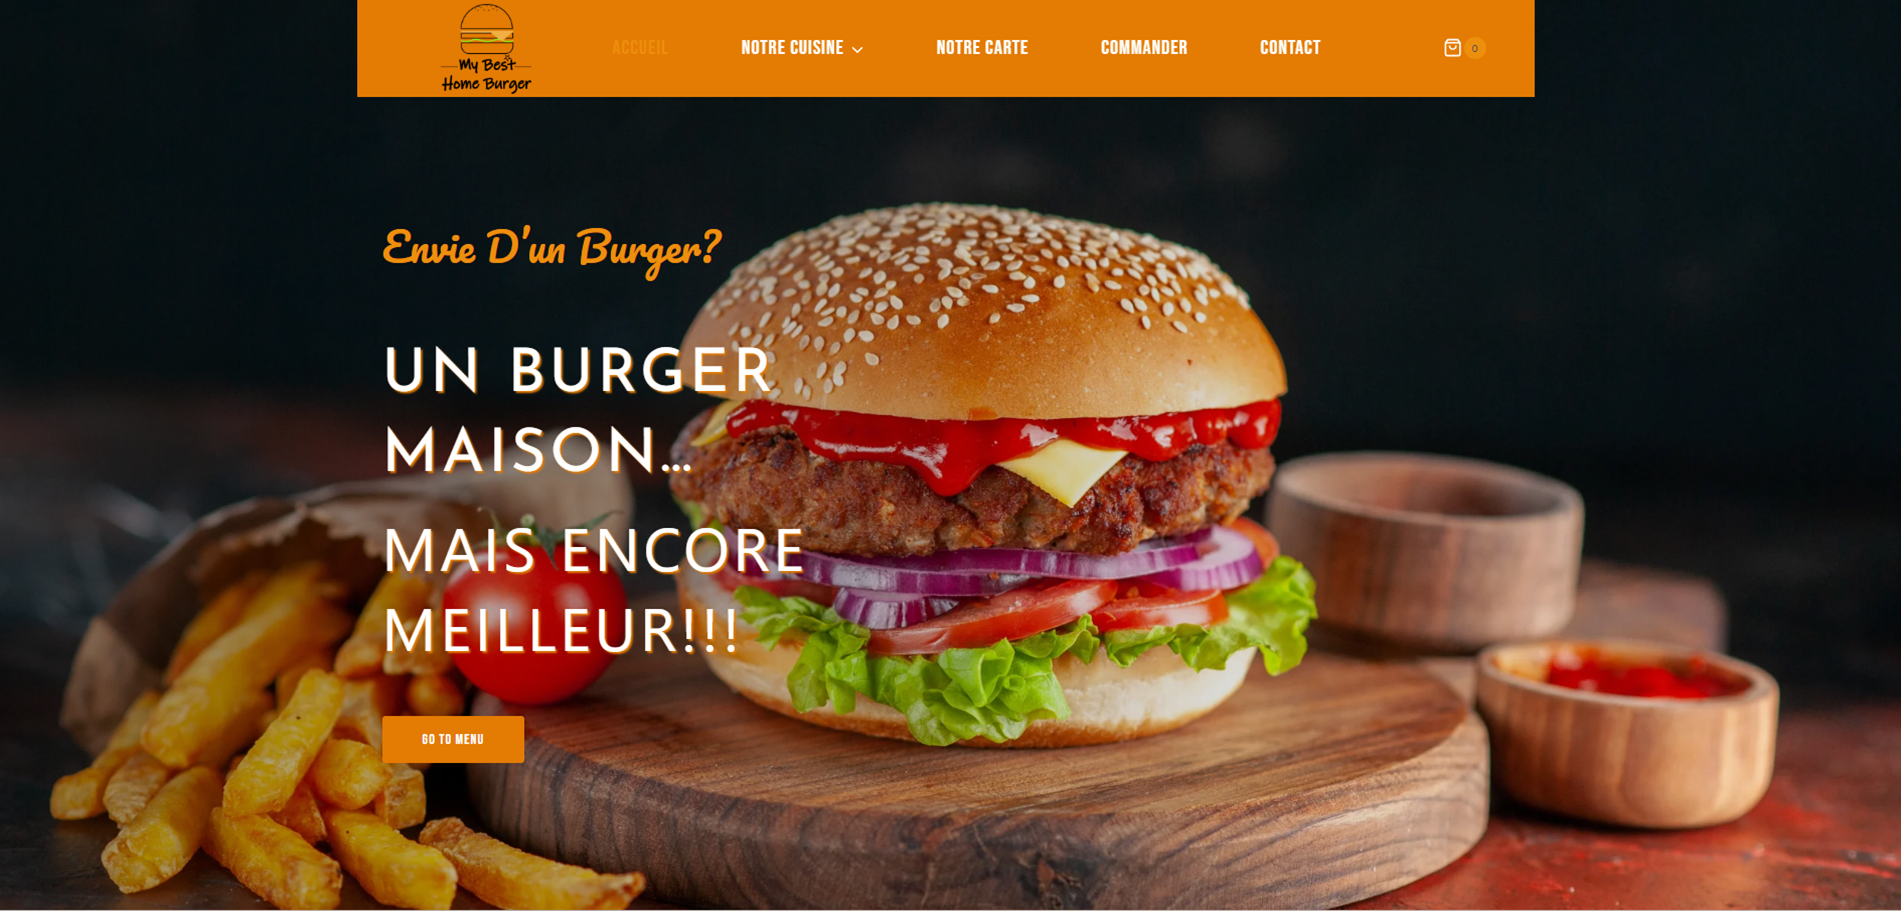 My Best
Home Burger
ACCUEIL
NOTRE CUISINE
NOTRE CARTE
COMMANDER
CONTACT
0
Envie D'un Burger?
UN BURGER
MAISON...
MAIS ENCORE
MEILLEUR!!!
GO TO MENU